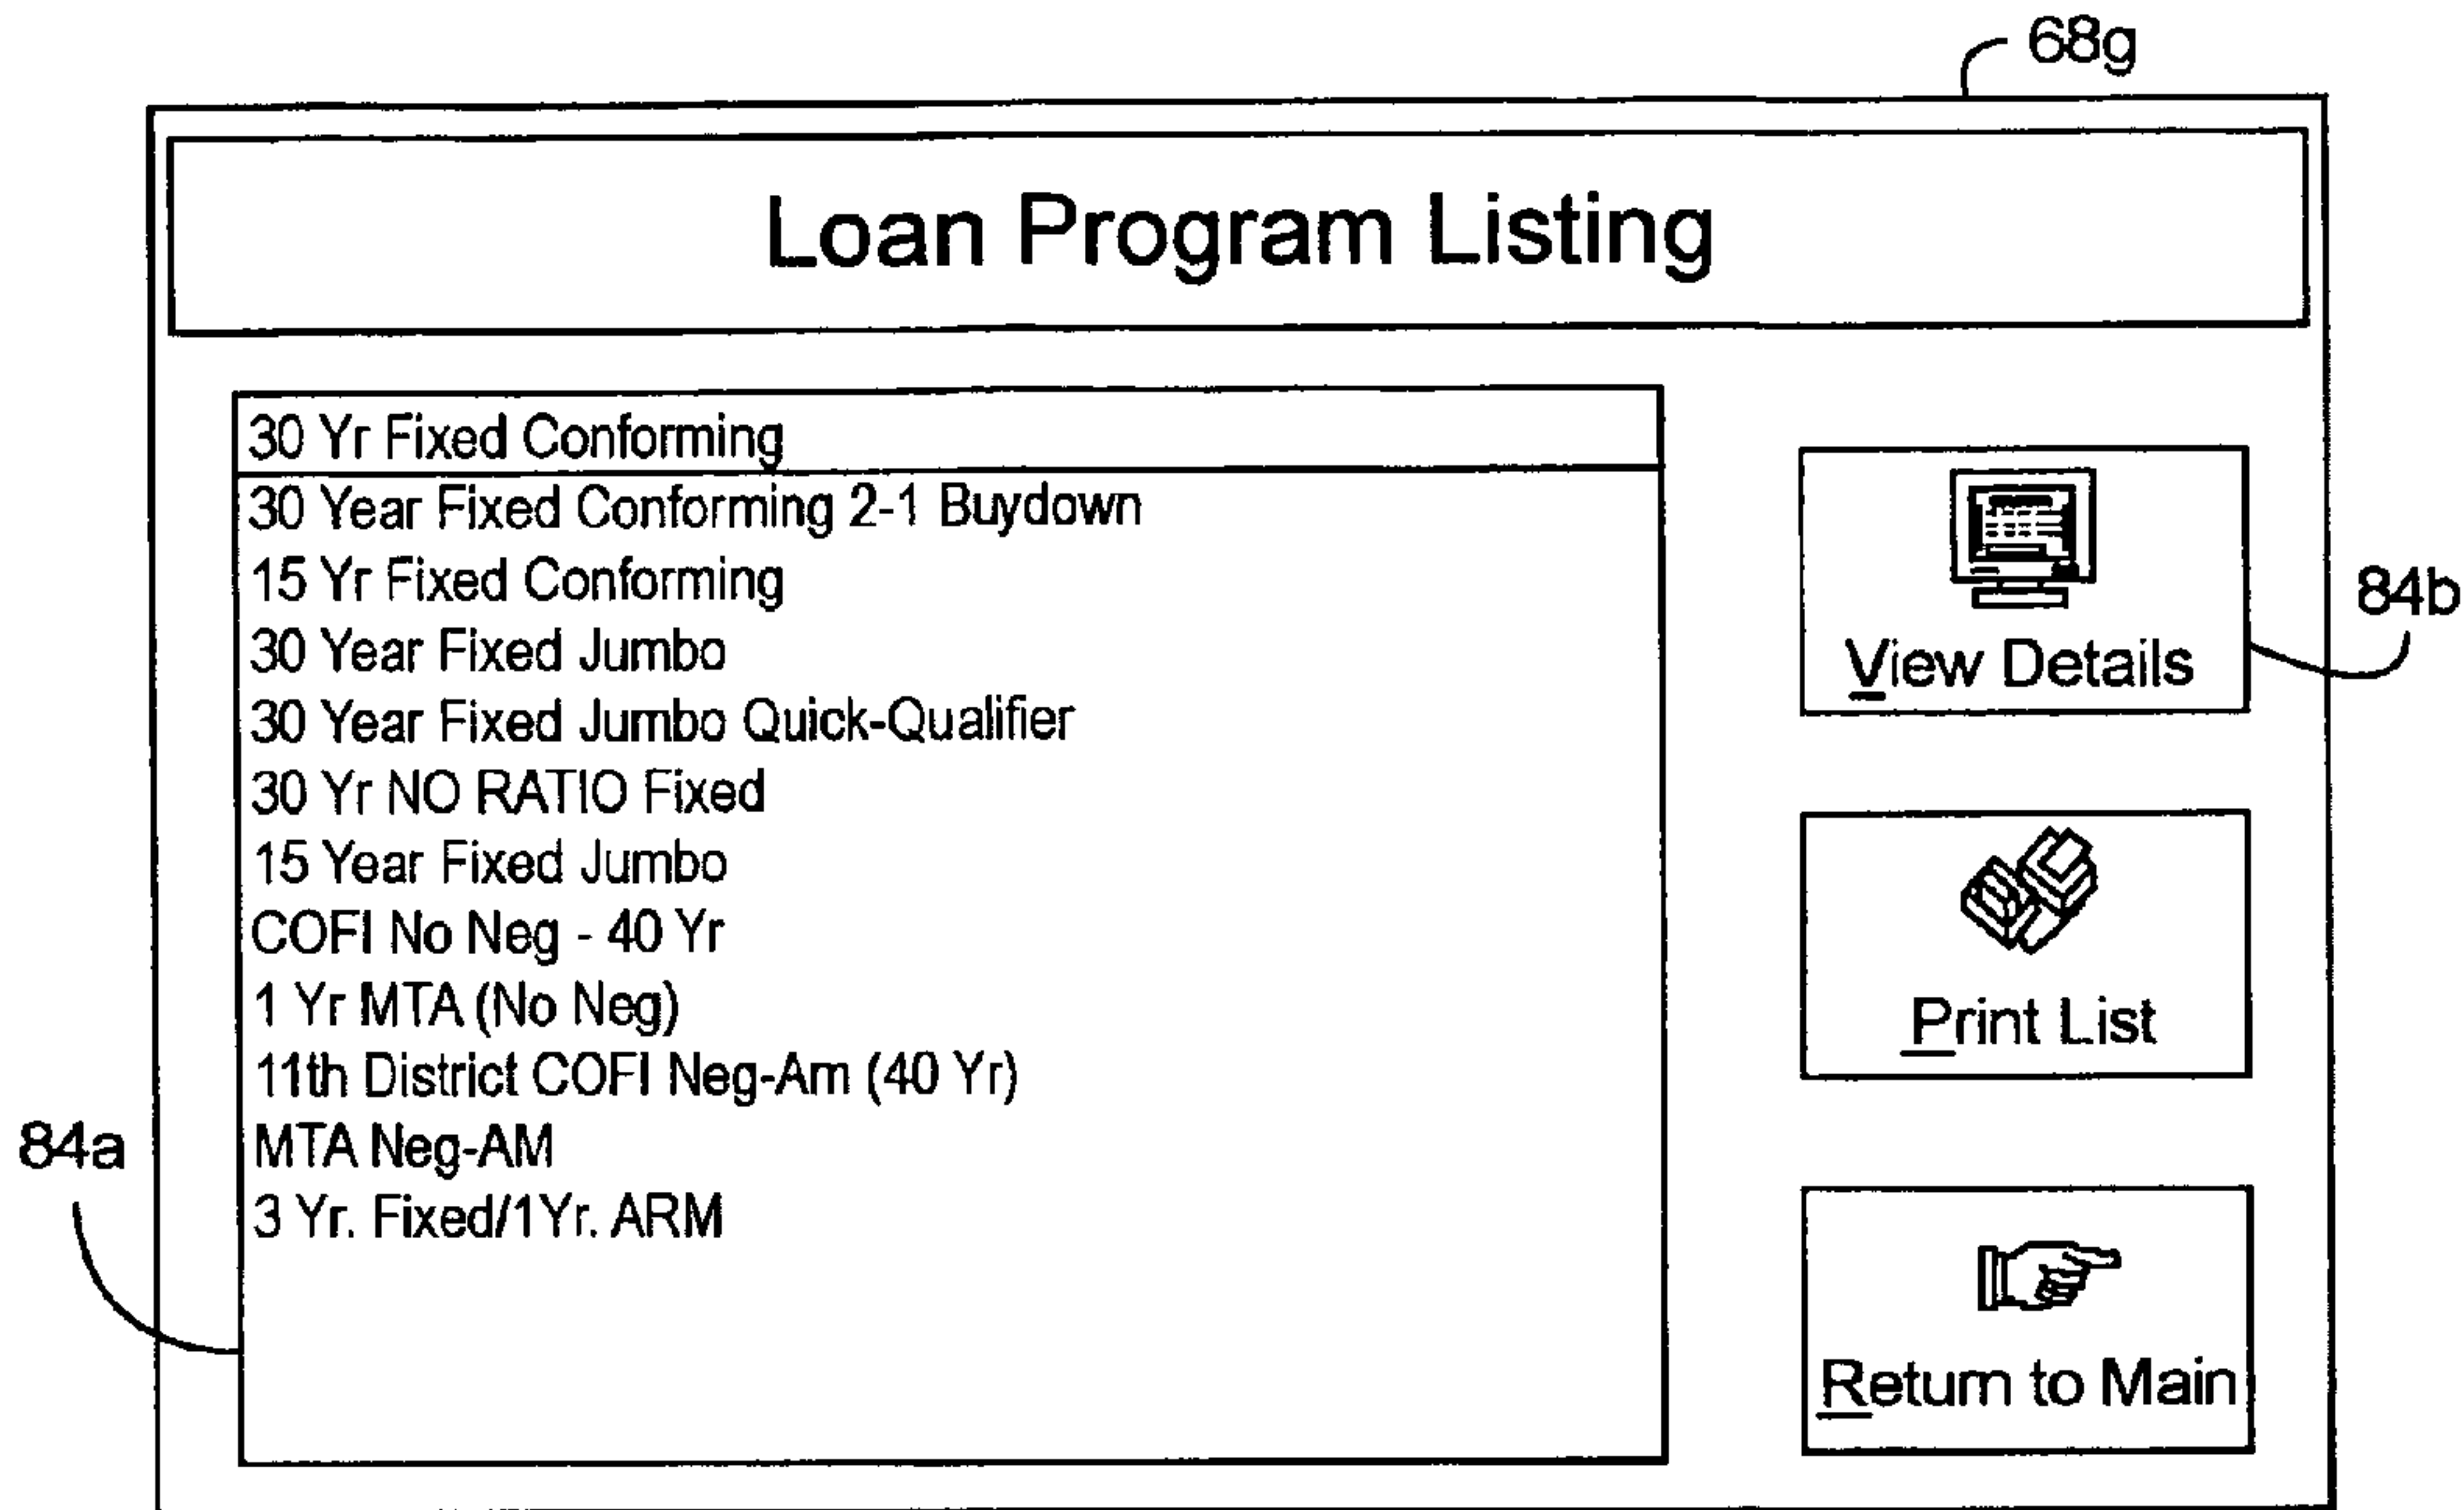 68g
Loan Program Listing
30 Yr Fixed Conforming
30 Year Fixed Conforming 2-1 Buydown
15 Yr Fixed Conforming
30 Year Fixed Jumbo
30 Year Fixed Jumbo Quick-Qualifier
30 Yr NO RATIO Fixed
15 Year Fixed Jumbo
COFI No Neg - 40 Yr
1 Yr MTA (No Neg)
11th District COFI Neg-Am (40 Yr)
MTA Neg-AM
3 Yr. Fixed/1Yr. ARM
84a
View Details
84b
Print List
Return to Main